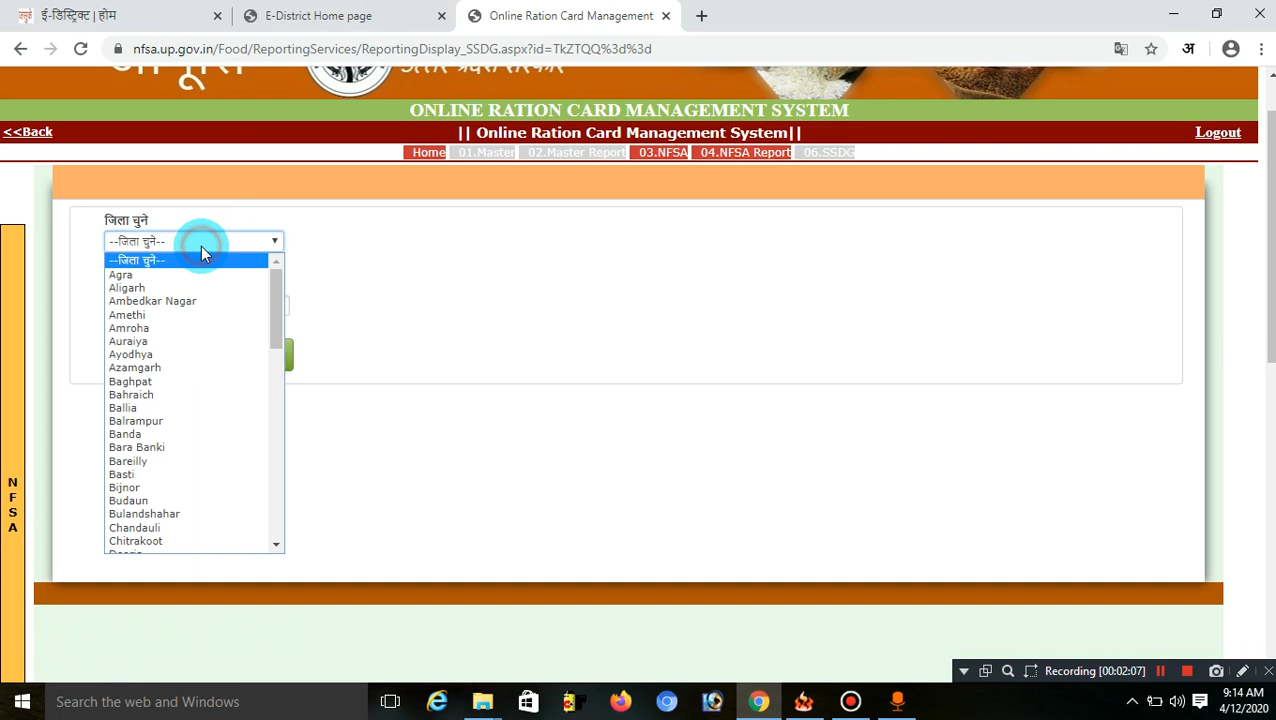 ई-डिस्ट्रिक्ट | होम
E-District Home page
Online Ration Card Management
nfsa.up.gov.in/Food/ReportingServices/ReportingDisplay_SSDG.aspx?id=TkZTQQ%3d%3d
अ
ONLINE RATION CARD MANAGEMENT SYSTEM
<<Back
|| Online Ration Card Management System||
Logout
Home 01.Master 02.Master Report 03.NFSA 04.NFSA Report 06.SSDG
जिला चुने
--जिला चुने--
--जिला चुने--
Agra
Aligarh
Ambedkar Nagar
Amethi
Amroha
Auraiya
Ayodhya
Azamgarh
Baghpat
Bahraich
Ballia
Balrampur
Banda
Bara Banki
Bareilly
Basti
Bijnor
Budaun
Bulandshahar
Chandauli
Chitrakoot
N
F
S
A
Recording [00:02:07]
Search the web and Windows
9:14 AM
4/12/2020